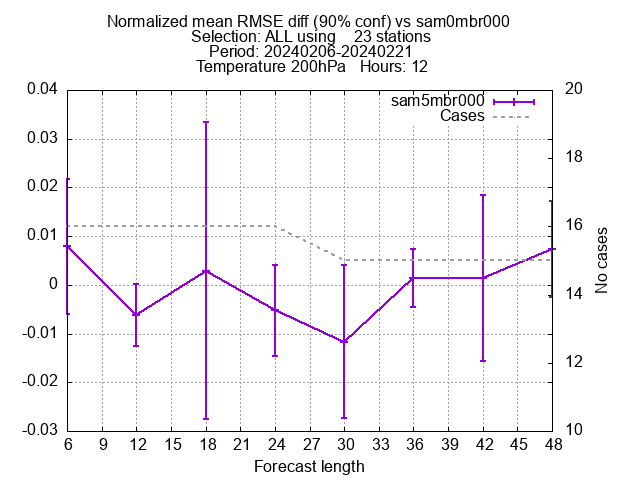 Normalized mean RMSE diff (90% conf) vs sam0mbr000
Selection: ALL using    23 stations
Period: 20240206-20240221
Temperature 200hPa   Hours: 12
sam5mbr000
Cases
0.04
0.03
0.02
0.01
0
-0.01
-0.02
-0.03
20
18
16
14
12
10
No cases
6 9 12 15 18 21 24 27 30 33 36 39 42 45 48
Forecast length